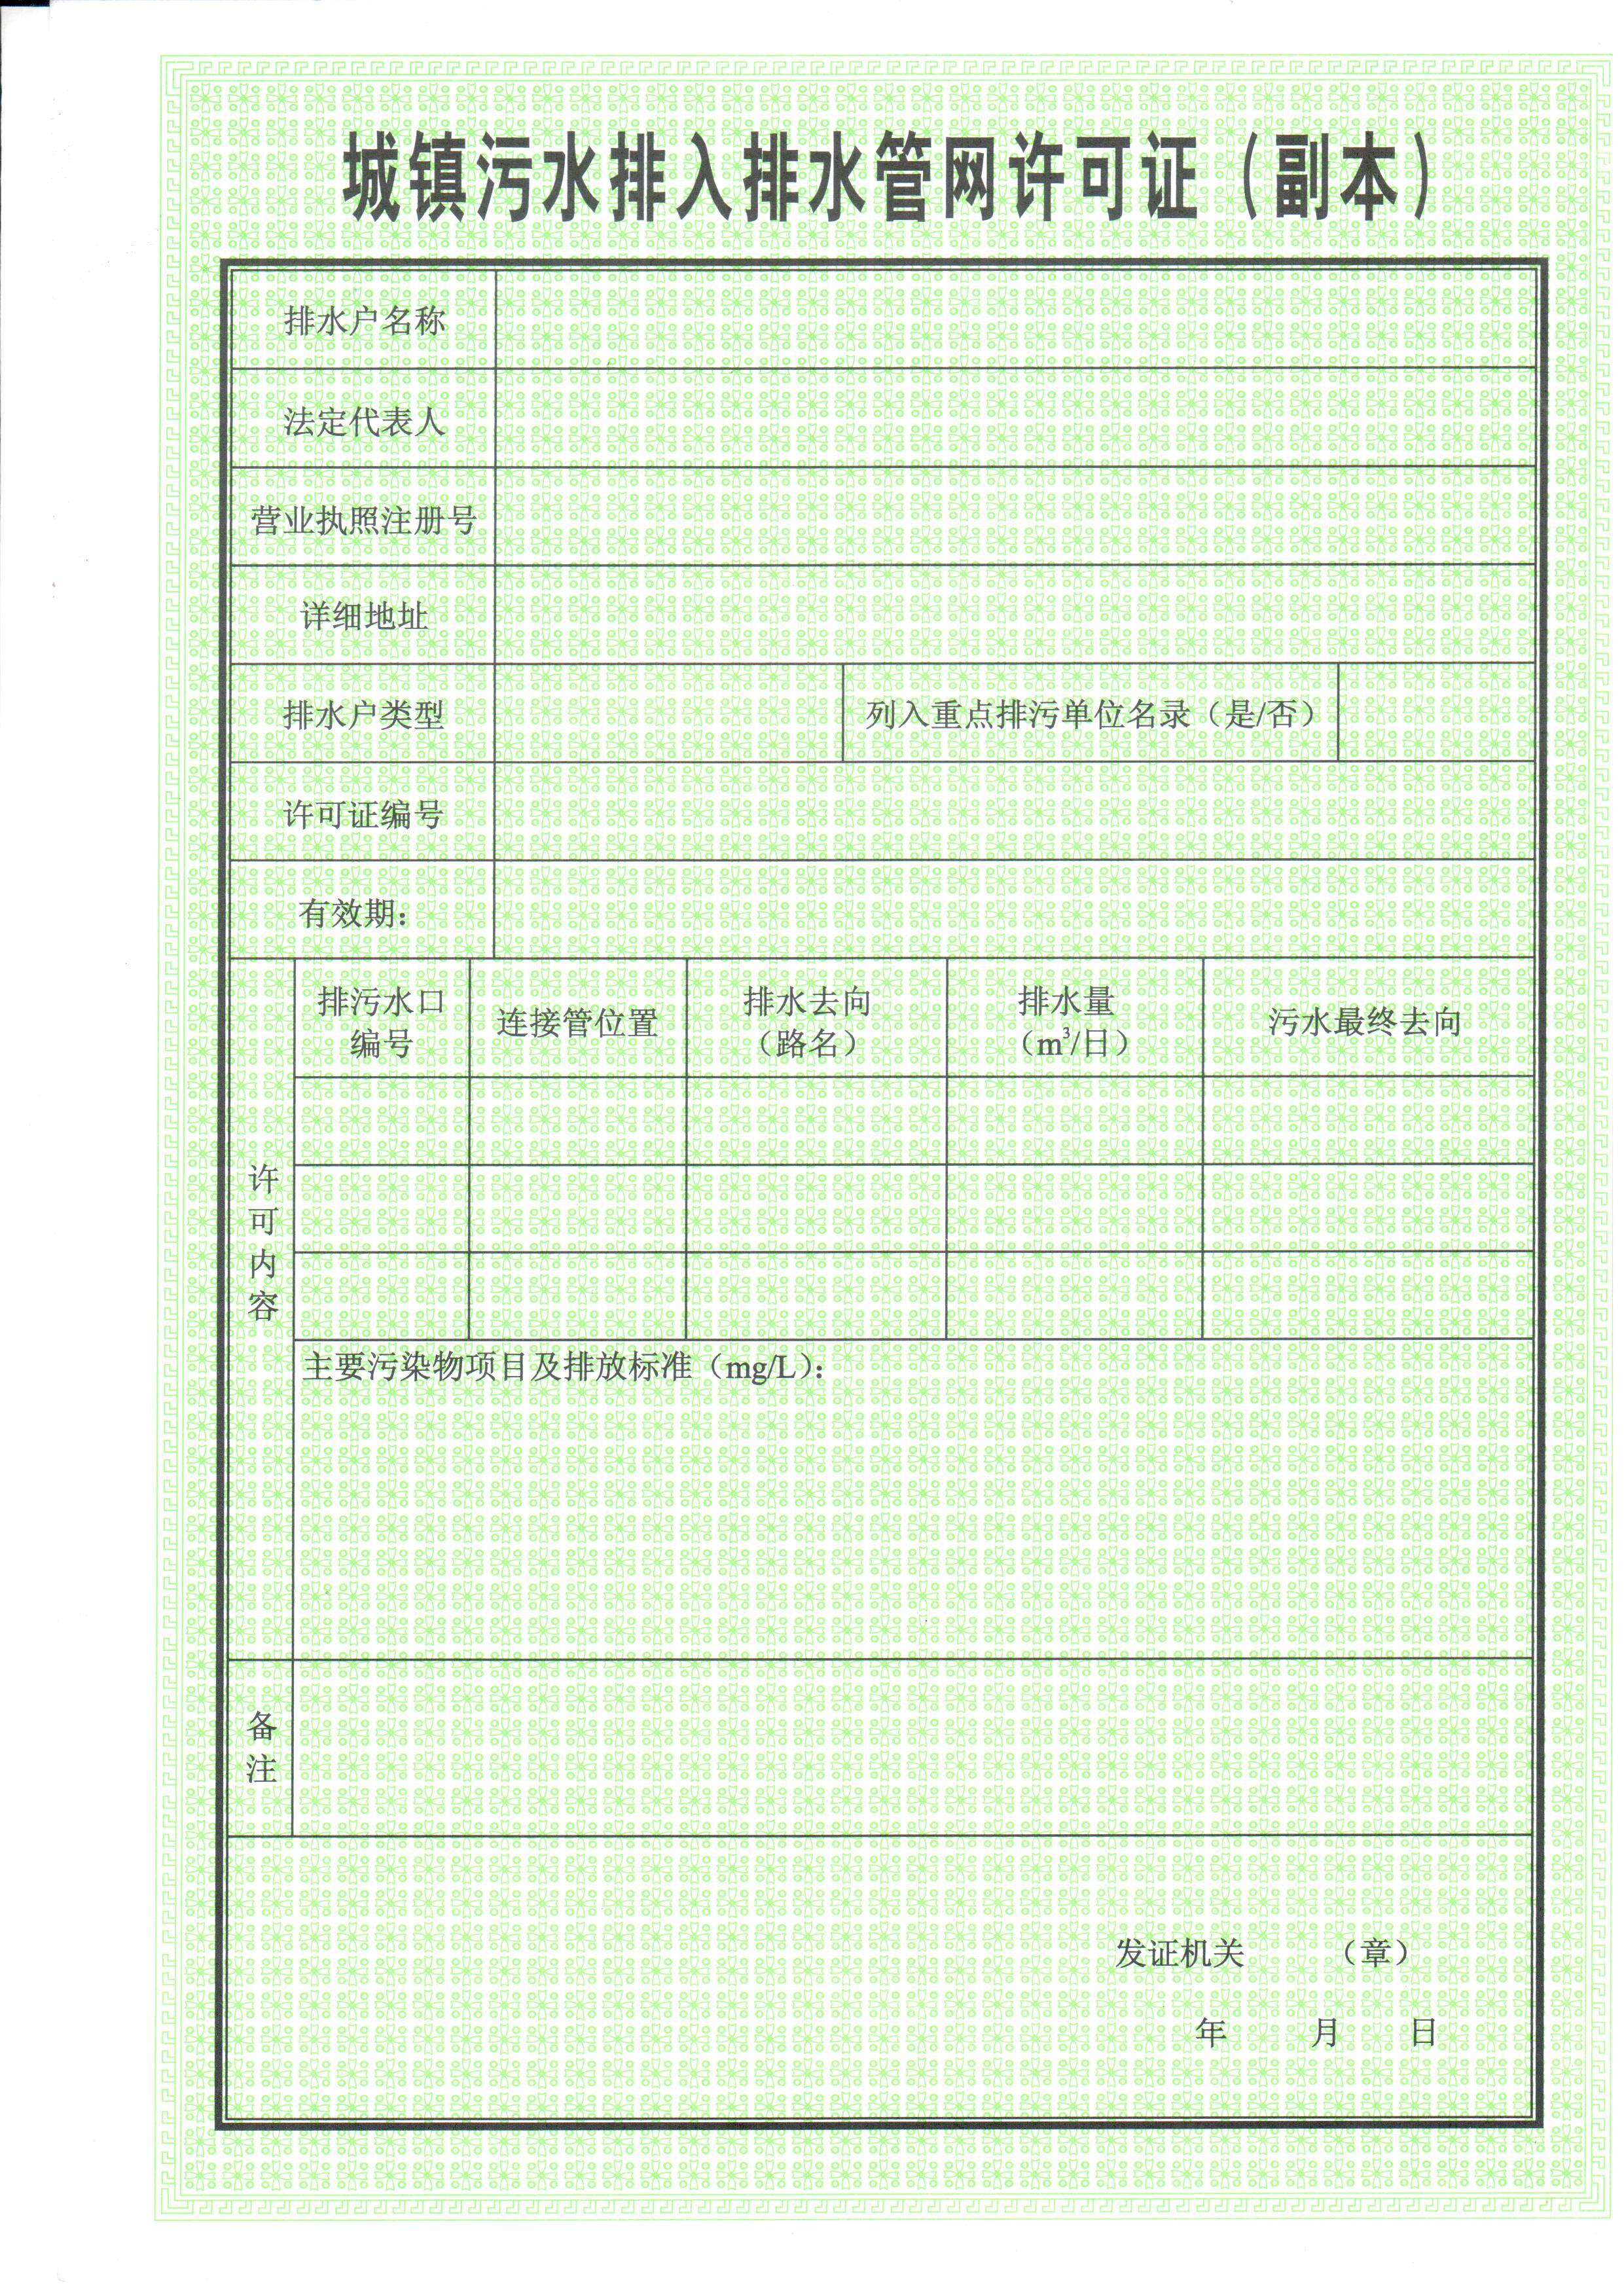 城镇污水排入排水管网许可证（副本）
排水户名称
法定代表人
营业执照注册号
详细地址
排水户类型 列入重点排污单位名录（是/否）
许可证编号
有效期：
许可内容
排污水口
编号
连接管位置
排水去向
（路名）
排水量
（m³/日）
污水最终去向
主要污染物项目及排放标准（mg/L）：
备注
发证机关 （章）
年 月 日